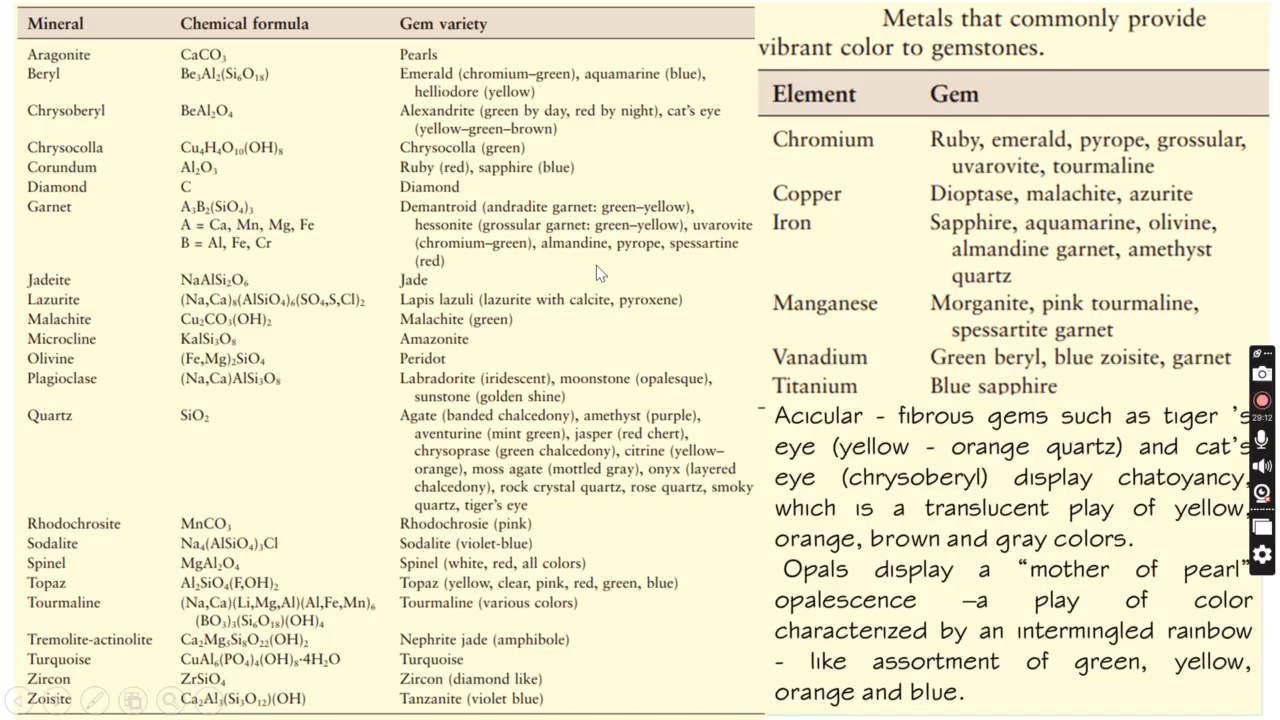 Mineral Chemical formula Gem variety
Aragonite CaCO₃ Pearls
Beryl Be₃Al₂(Si₆O₁₈) Emerald (chromium–green), aquamarine (blue),
helliodore (yellow)
Chrysoberyl BeAl₂O₄ Alexandrite (green by day, red by night), cat's eye
(yellow–green–brown)
Chrysocolla Cu₄H₄O₁₀(OH)₈ Chrysocolla (green)
Corundum Al₂O₃ Ruby (red), sapphire (blue)
Diamond C Diamond
Garnet A₃B₂(SiO₄)₃ Demantroid (andradite garnet: green–yellow),
A = Ca, Mn, Mg, Fe hessonite (grossular garnet: green–yellow), uvarovite
B = Al, Fe, Cr (chromium–green), almandine, pyrope, spessartine
(red)
Jadeite NaAlSi₂O₆ Jade
Lazurite (Na,Ca)₈(AlSiO₄)₆(SO₄,S,Cl)₂ Lapis lazuli (lazurite with calcite, pyroxene)
Malachite Cu₂CO₃(OH)₂ Malachite (green)
Microcline KalSi₃O₈ Amazonite
Olivine (Fe,Mg)₂SiO₄ Peridot
Plagioclase (Na,Ca)AlSi₃O₈ Labradorite (iridescent), moonstone (opalesque),
sunstone (golden shine)
Quartz SiO₂ Agate (banded chalcedony), amethyst (purple),
aventurine (mint green), jasper (red chert),
chrysoprase (green chalcedony), citrine (yellow–
orange), moss agate (mottled gray), onyx (layered
chalcedony), rock crystal quartz, rose quartz, smoky
quartz, tiger's eye
Rhodochrosite MnCO₃ Rhodochrosie (pink)
Sodalite Na₄(AlSiO₄)₃Cl Sodalite (violet-blue)
Spinel MgAl₂O₄ Spinel (white, red, all colors)
Topaz Al₂SiO₄(F,OH)₂ Topaz (yellow, clear, pink, red, green, blue)
Tourmaline (Na,Ca)(Li,Mg,Al)(Al,Fe,Mn)₆ Tourmaline (various colors)
(BO₃)₃(Si₆O₁₈)(OH)₄
Tremolite-actinolite Ca₂Mg₅Si₈O₂₂(OH)₂ Nephrite jade (amphibole)
Turquoise CuAl₆(PO₄)₄(OH)₈·4H₂O Turquoise
Zircon ZrSiO₄ Zircon (diamond like)
Zoisite Ca₂Al₃(Si₃O₁₂)(OH) Tanzanite (violet blue)
Metals that commonly provide
vibrant color to gemstones.
Element Gem
Chromium Ruby, emerald, pyrope, grossular,
uvarovite, tourmaline
Copper Dioptase, malachite, azurite
Iron Sapphire, aquamarine, olivine,
almandine garnet, amethyst
quartz
Manganese Morganite, pink tourmaline,
spessartite garnet
Vanadium Green beryl, blue zoisite, garnet
Titanium Blue sapphire
Acicular - fibrous gems such as tiger 's
eye (yellow - orange quartz) and cat's
eye (chrysoberyl) display chatoyancy,
which is a translucent play of yellow,
orange, brown and gray colors.
Opals display a "mother of pearl"
opalescence –a play of color
characterized by an intermingled rainbow
- like assortment of green, yellow,
orange and blue.
29:12